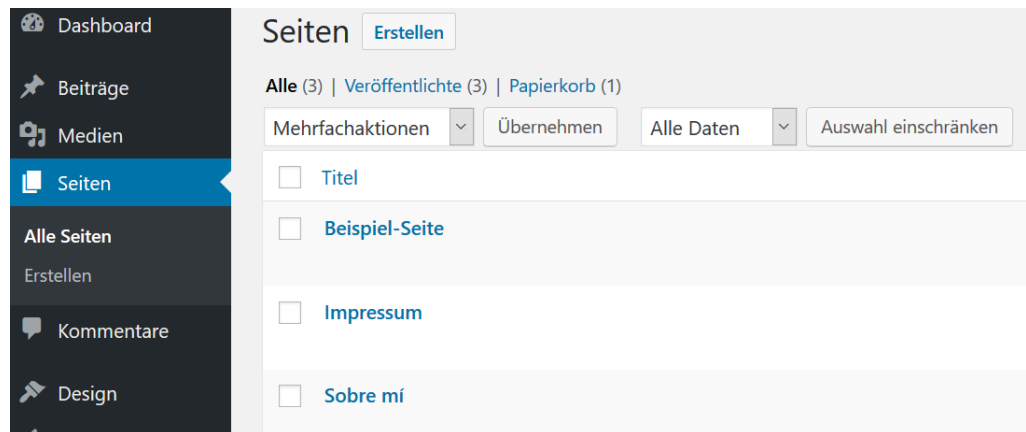 Dashboard
Beiträge
Medien
Seiten
Alle Seiten
Erstellen
Kommentare
Design
Seiten Erstellen
Alle (3) | Veröffentlichte (3) | Papierkorb (1)
Mehrfachaktionen Übernehmen Alle Daten Auswahl einschränken
Titel
Beispiel-Seite
Impressum
Sobre mí